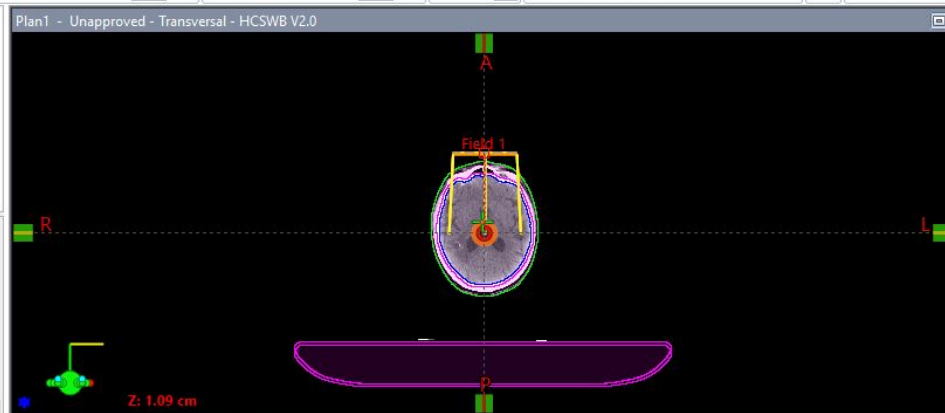 Plan1 - Unapproved - Transversal - HCSWB V2.0
A
Field 1
R
L
P
Z: 1.09 cm